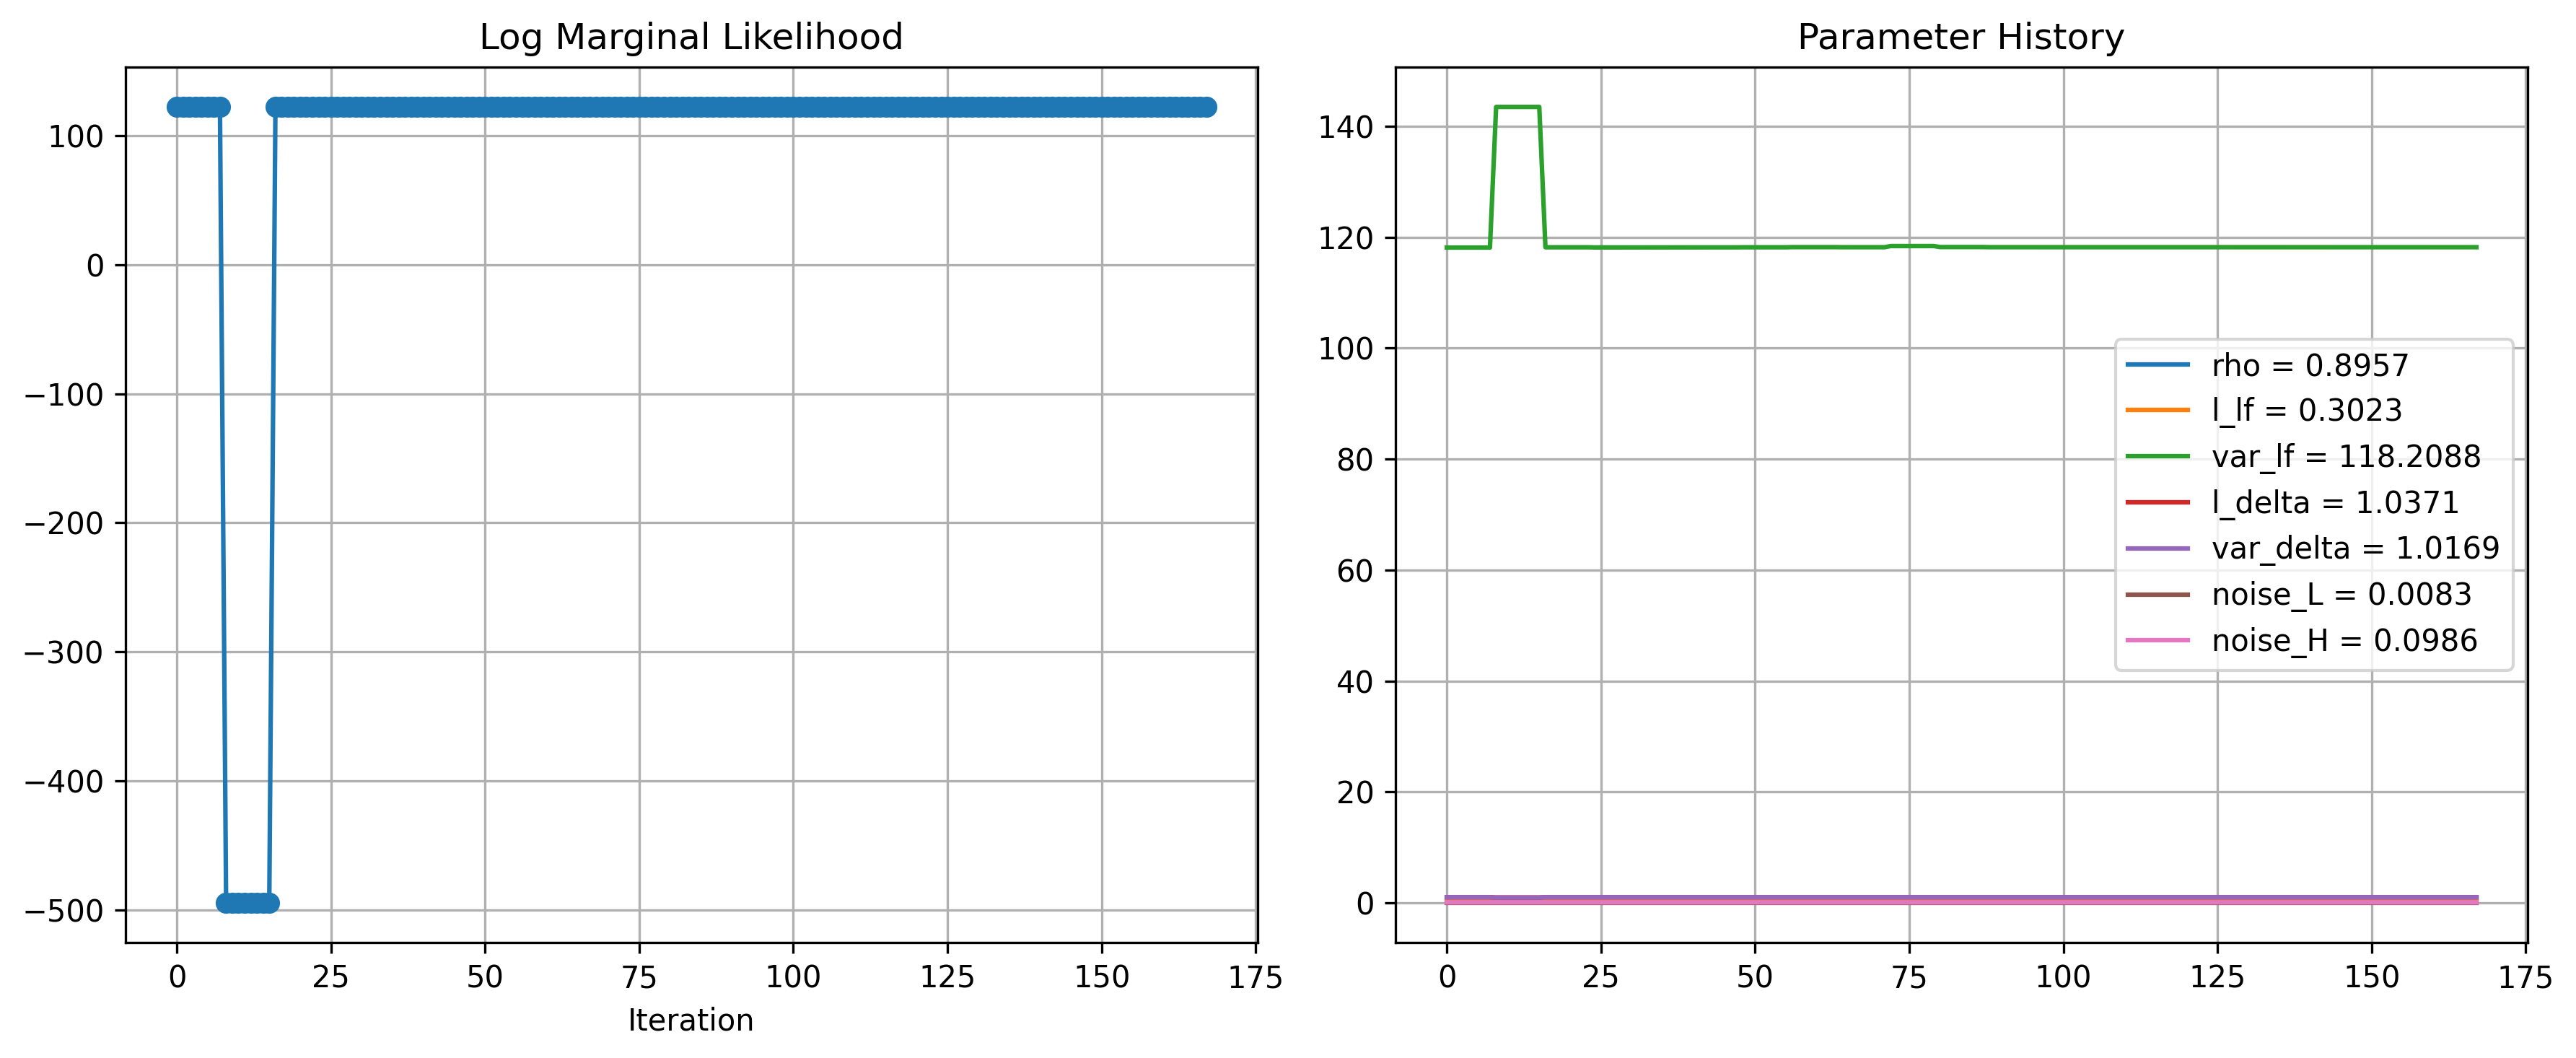 Log Marginal Likelihood
100
0
−100
−200
−300
−400
−500
0 25 50 75 100 125 150 175
Iteration
Parameter History
140
120
100
80
60
40
20
0
0 25 50 75 100 125 150 175
rho = 0.8957
l_lf = 0.3023
var_lf = 118.2088
l_delta = 1.0371
var_delta = 1.0169
noise_L = 0.0083
noise_H = 0.0986